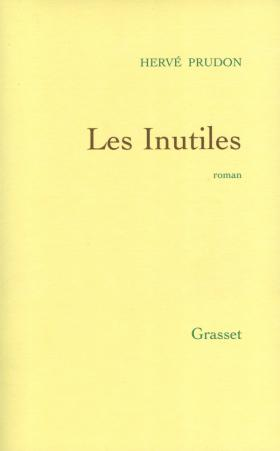 HERVÉ PRUDON
Les Inutiles
roman
Grasset